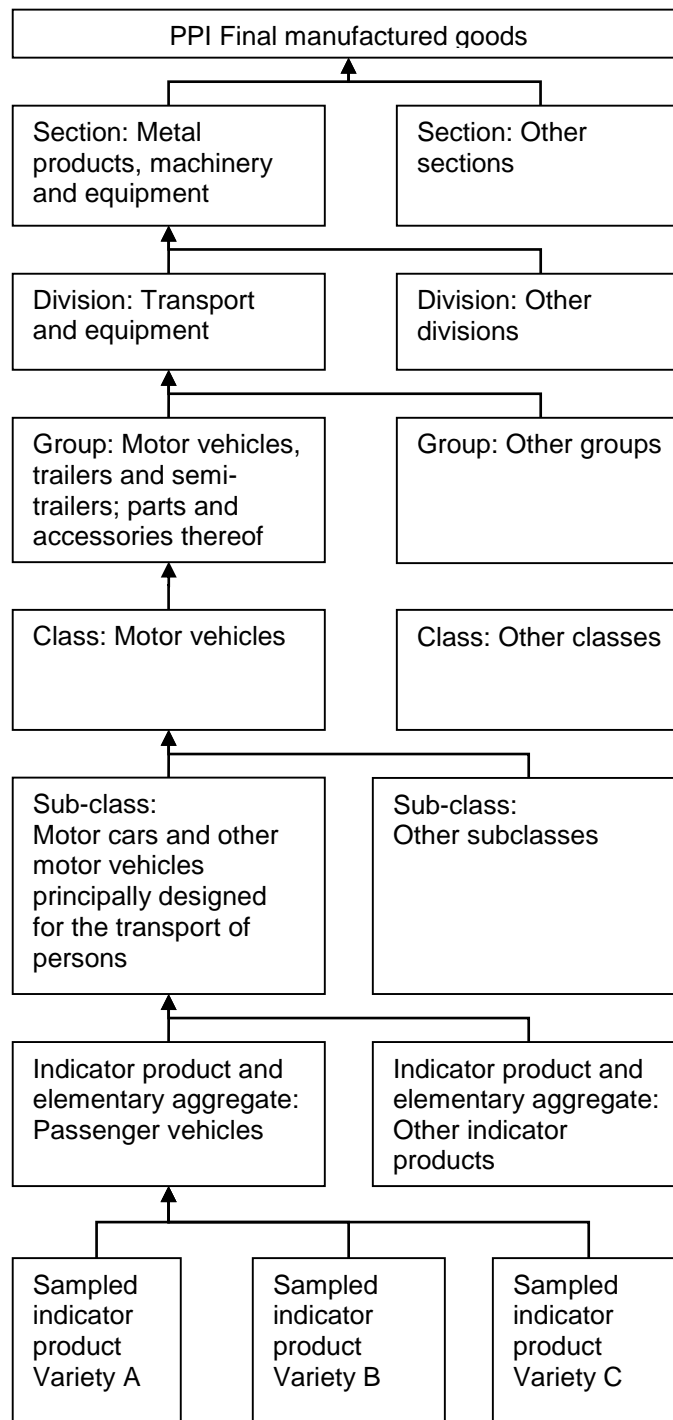 PPI Final manufactured goods
Section: Metal
products, machinery
and equipment
Section: Other
sections
Division: Transport
and equipment
Division: Other
divisions
Group: Motor vehicles,
trailers and semi-
trailers; parts and
accessories thereof
Group: Other groups
Class: Motor vehicles
Class: Other classes
Sub-class:
Motor cars and other
motor vehicles
principally designed
for the transport of
persons
Sub-class:
Other subclasses
Indicator product and
elementary aggregate:
Passenger vehicles
Indicator product and
elementary aggregate:
Other indicator
products
Sampled
indicator
product
Variety A
Sampled
indicator
product
Variety B
Sampled
indicator
product
Variety C